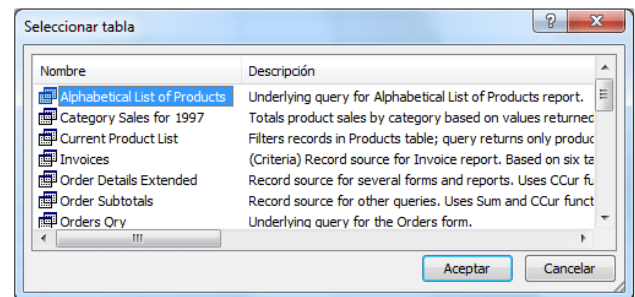 Seleccionar tabla
Nombre Descripción
Alphabetical List of Products Underlying query for Alphabetical List of Products report.
Category Sales for 1997 Totals product sales by category based on values returned
Current Product List Filters records in Products table; query returns only produc
Invoices (Criteria) Record source for Invoice report. Based on six ta
Order Details Extended Record source for several forms and reports. Uses CCur fu
Order Subtotals Record source for other queries. Uses Sum and CCur funct
Orders Qry Underlying query for the Orders form.
Aceptar Cancelar